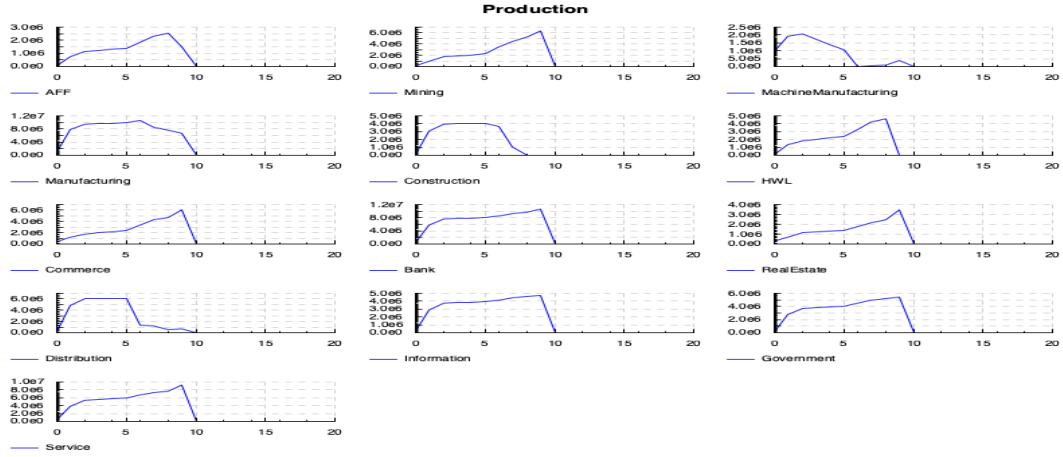 Production
3.0e6
2.0e6
1.0e6
0.0e0
0 5 10 15 20
AFF
6.0e6
4.0e6
2.0e6
0.0e0
0 5 10 15 20
Mining
2.5e6
2.0e6
1.5e6
1.0e6
5.0e5
0.0e0
0 5 10 15 20
MachineManufacturing
1.2e7
8.0e6
4.0e6
0.0e0
0 5 10 15 20
Manufacturing
5.0e6
4.0e6
3.0e6
2.0e6
1.0e6
0.0e0
0 5 10 15 20
Construction
5.0e6
4.0e6
3.0e6
2.0e6
1.0e6
0.0e0
0 5 10 15 20
HWL
6.0e6
4.0e6
2.0e6
0.0e0
0 5 10 15 20
Commerce
1.2e7
8.0e6
4.0e6
0.0e0
0 5 10 15 20
Bank
4.0e6
3.0e6
2.0e6
1.0e6
0.0e0
0 5 10 15 20
RealEstate
6.0e6
4.0e6
2.0e6
0.0e0
0 5 10 15 20
Distribution
5.0e6
4.0e6
3.0e6
2.0e6
1.0e6
0.0e0
0 5 10 15 20
Information
6.0e6
4.0e6
2.0e6
0.0e0
0 5 10 15 20
Government
1.0e7
8.0e6
6.0e6
4.0e6
2.0e6
0.0e0
0 5 10 15 20
Service